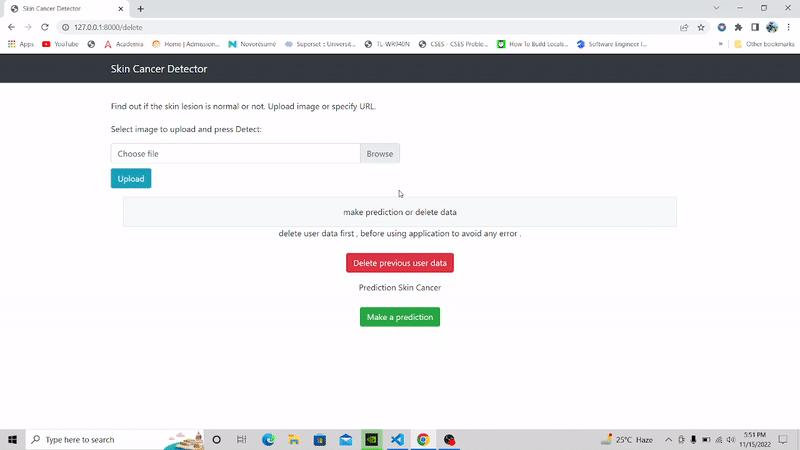 Skin Cancer Detector
127.0.0.1:8000/delete
Apps YouTube Academia Home | Admission... Novorésumé Superset :: Universit... TL-WR940N CSES - CSES Proble... How To Build Locals... Software Engineer I... » Other bookmarks
Skin Cancer Detector
Find out if the skin lesion is normal or not. Upload image or specify URL.
Select image to upload and press Detect:
Choose file Browse
Upload
make prediction or delete data
delete user data first , before using application to avoid any error .
Delete previous user data
Prediction Skin Cancer
Make a prediction
Type here to search 25°C Haze 5:51 PM
11/15/2022